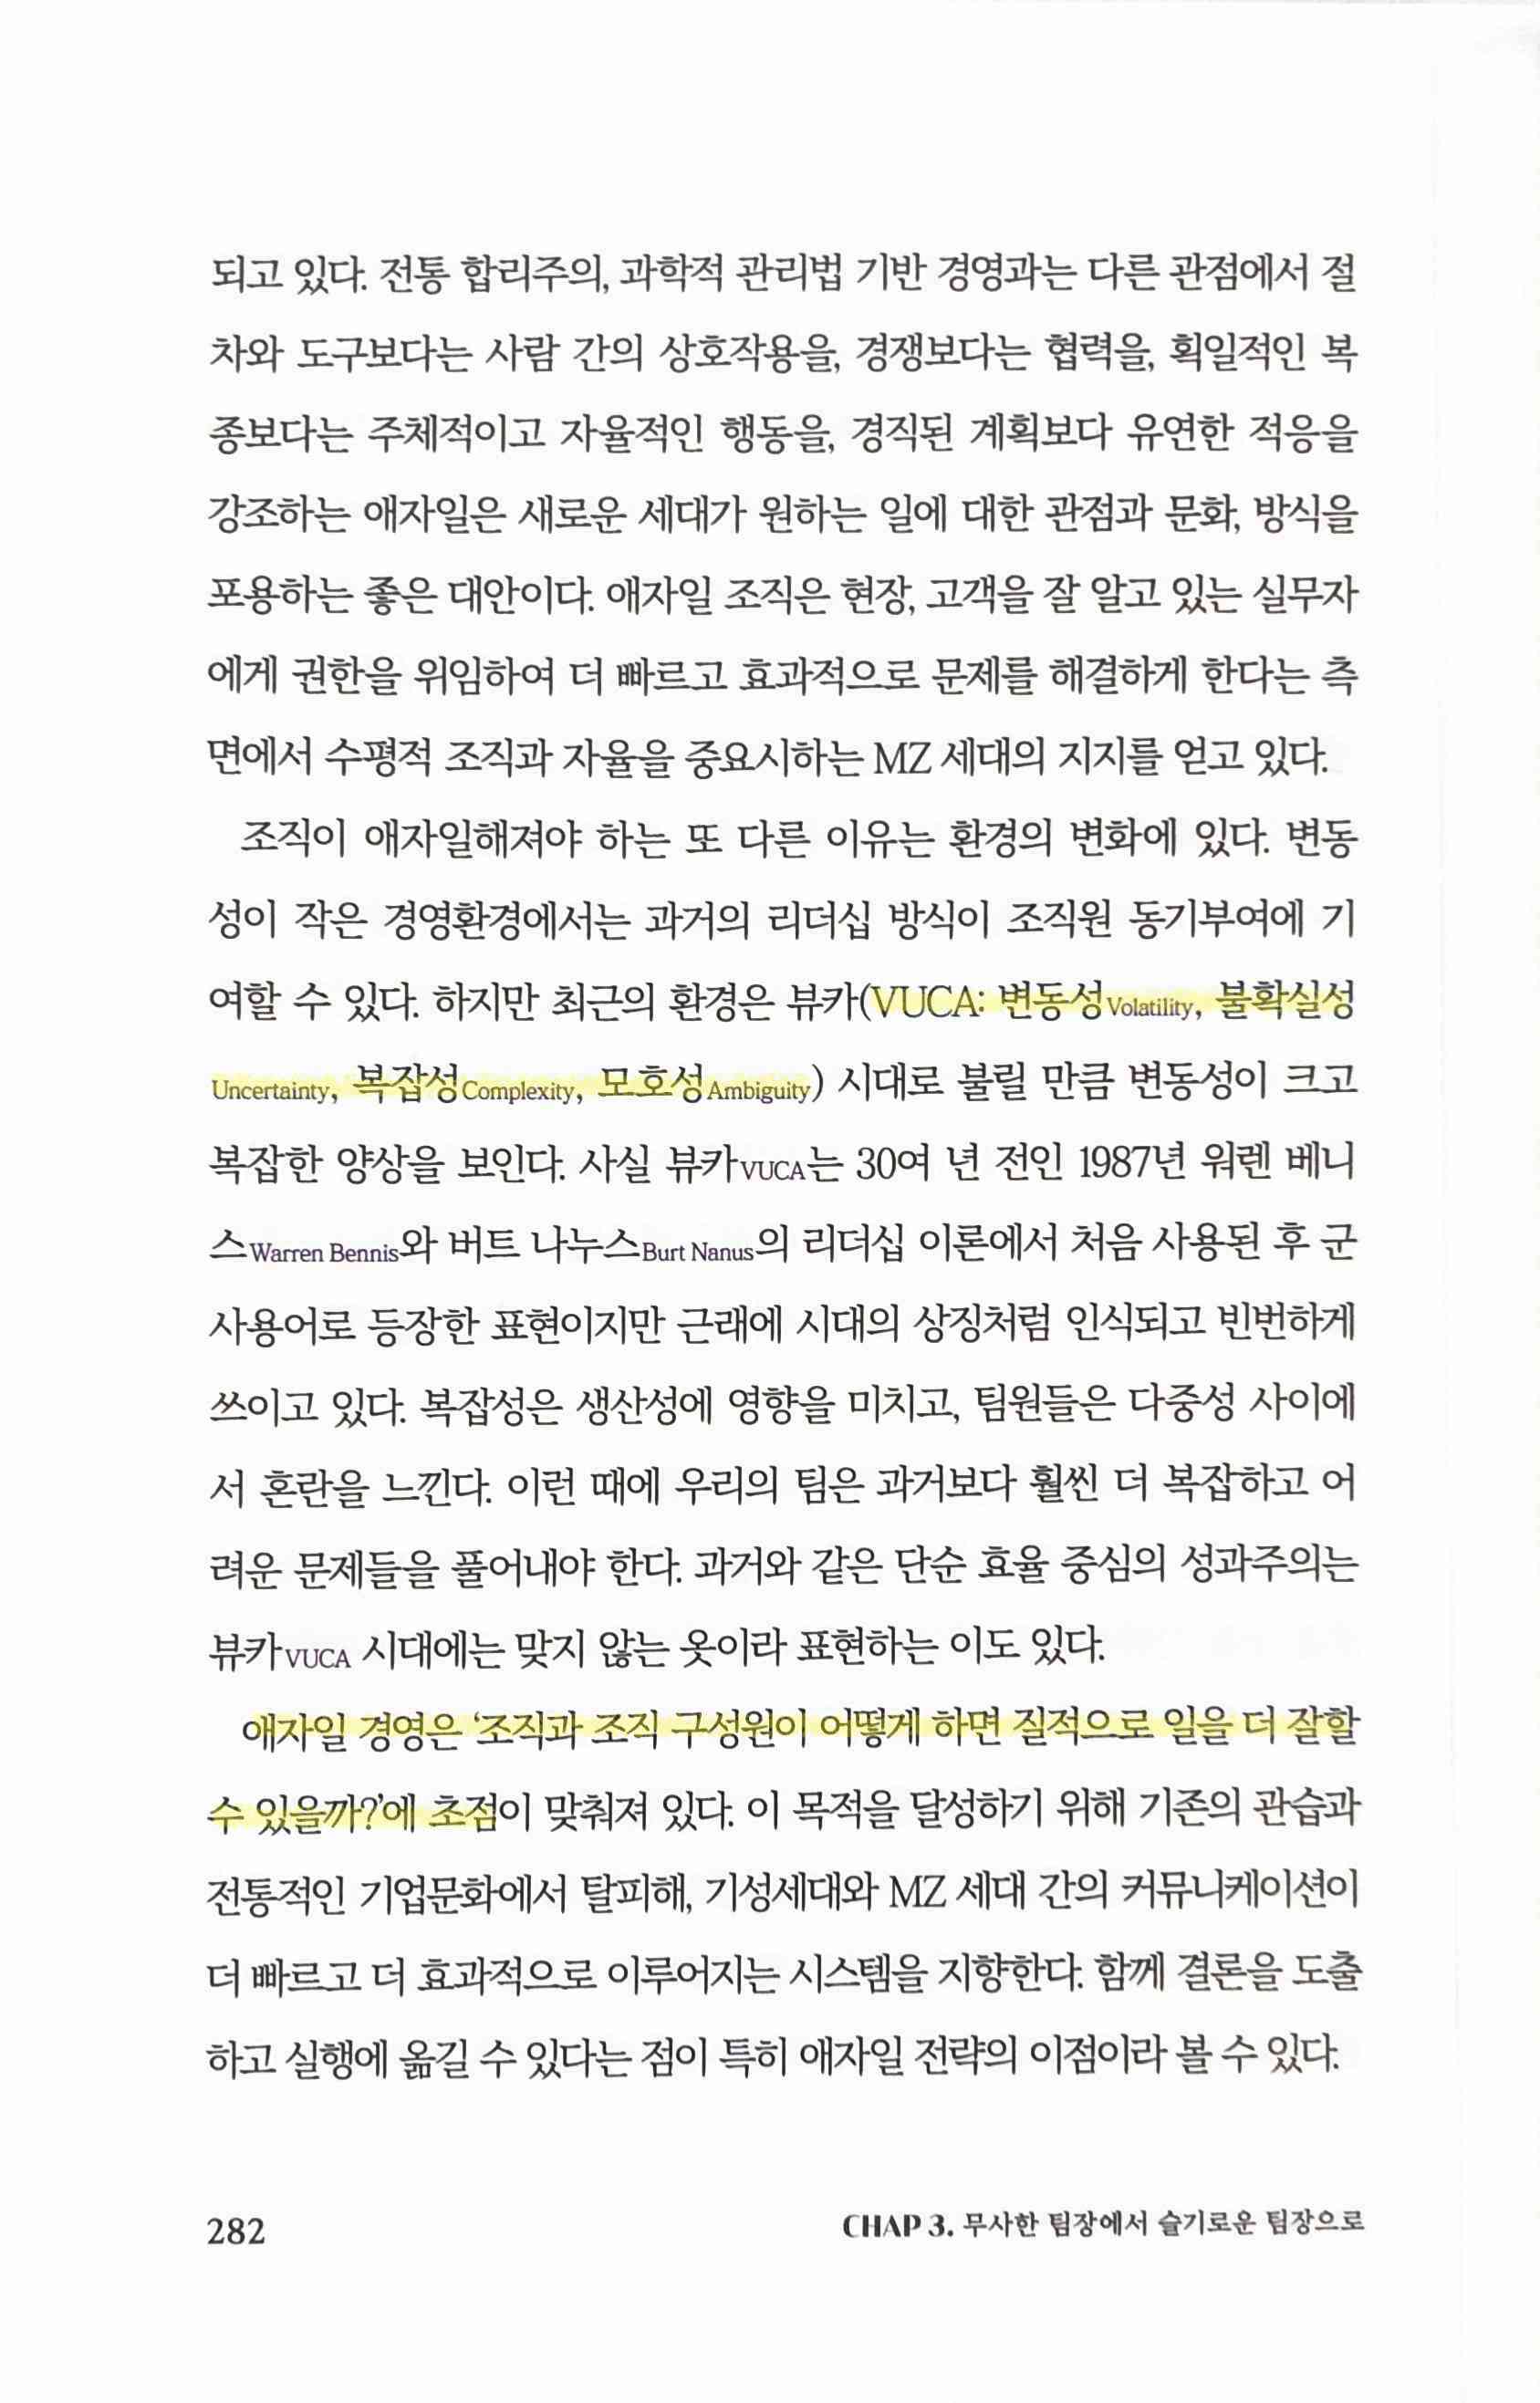 되고 있다. 전통 합리주의, 과학적 관리법 기반 경영과는 다른 관점에서 절
차와 도구보다는 사람 간의 상호작용을, 경쟁보다는 협력을, 획일적인 복
종보다는 주체적이고 자율적인 행동을, 경직된 계획보다 유연한 적응을
강조하는 애자일은 새로운 세대가 원하는 일에 대한 관점과 문화, 방식을
포용하는 좋은 대안이다. 애자일 조직은 현장, 고객을 잘 알고 있는 실무자
에게 권한을 위임하여 더 빠르고 효과적으로 문제를 해결하게 한다는 측
면에서 수평적 조직과 자율을 중요시하는 MZ 세대의 지지를 얻고 있다.
조직이 애자일해져야 하는 또 다른 이유는 환경의 변화에 있다. 변동
성이 작은 경영환경에서는 과거의 리더십 방식이 조직원 동기부여에 기
여할 수 있다. 하지만 최근의 환경은 뷰카(VUCA: 변동성Volatility, 불확실성
Uncertainty, 복잡성Complexity, 모호성Ambiguity) 시대로 불릴 만큼 변동성이 크고
복잡한 양상을 보인다. 사실 뷰카VUCA는 30여 년 전인 1987년 워렌 베니
스Warren Bennis와 버트 나누스Burt Nanus의 리더십 이론에서 처음 사용된 후 군
사용어로 등장한 표현이지만 근래에 시대의 상징처럼 인식되고 빈번하게
쓰이고 있다. 복잡성은 생산성에 영향을 미치고, 팀원들은 다중성 사이에
서 혼란을 느낀다. 이런 때에 우리의 팀은 과거보다 훨씬 더 복잡하고 어
려운 문제들을 풀어내야 한다. 과거와 같은 단순 효율 중심의 성과주의는
뷰카VUCA 시대에는 맞지 않는 옷이라 표현하는 이도 있다.
애자일 경영은 ‘조직과 조직 구성원이 어떻게 하면 질적으로 일을 더 잘할
수 있을까?’에 초점이 맞춰져 있다. 이 목적을 달성하기 위해 기존의 관습과
전통적인 기업문화에서 탈피해, 기성세대와 MZ 세대 간의 커뮤니케이션이
더 빠르고 더 효과적으로 이루어지는 시스템을 지향한다. 함께 결론을 도출
하고 실행에 옮길 수 있다는 점이 특히 애자일 전략의 이점이라 볼 수 있다.
282
CHAP 3. 무사한 팀장에서 슬기로운 팀장으로